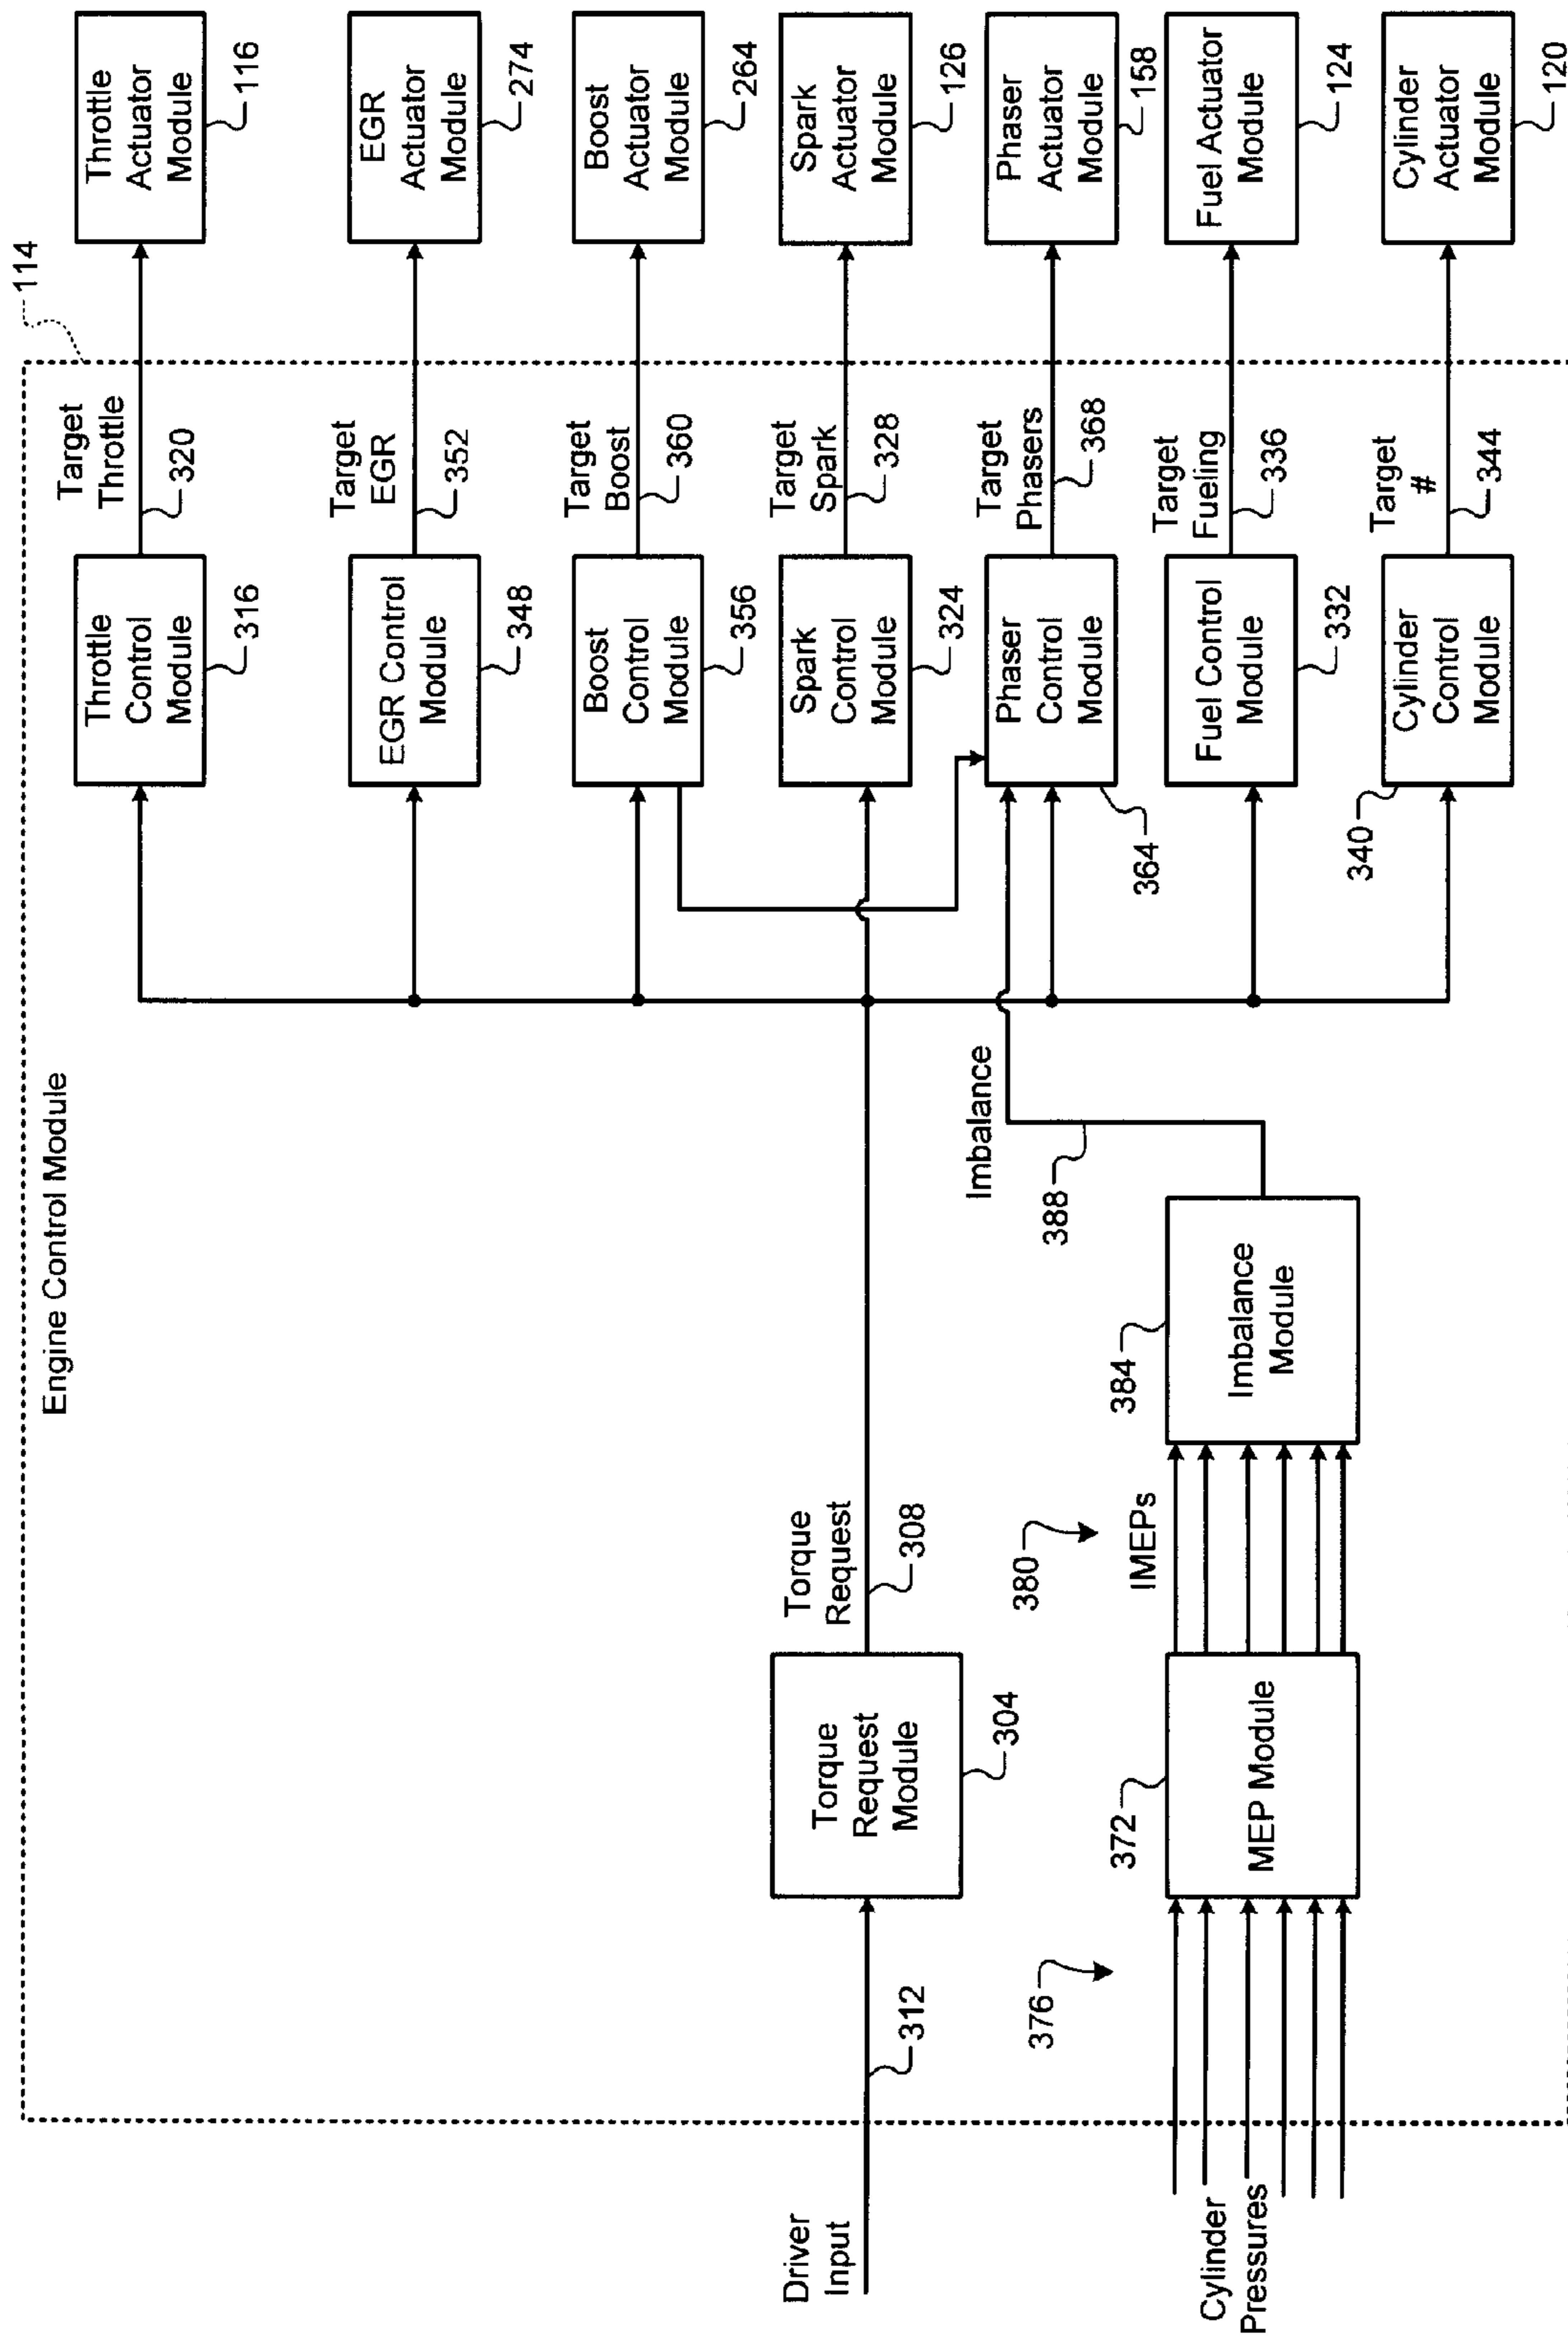 Engine Control Module
114
Driver
Input
312
Torque
Request
Module
304
Torque
Request
308
Cylinder
Pressures
376
MEP Module
372
380
IMEPs
Imbalance
Module
384
Imbalance
388
Throttle
Control
Module
316
Target
Throttle
320
Throttle
Actuator
Module
116
EGR Control
Module
348
Target
EGR
352
EGR
Actuator
Module
274
Boost
Control
Module
356
Target
Boost
360
Boost
Actuator
Module
264
Spark
Control
Module
324
Target
Spark
328
Spark
Actuator
Module
126
Phaser
Control
Module
364
Target
Phasers
368
Phaser
Actuator
Module
158
Fuel Control
Module
332
Target
Fueling
336
Fuel Actuator
Module
124
Cylinder
Control
Module
340
Target
#
344
Cylinder
Actuator
Module
120